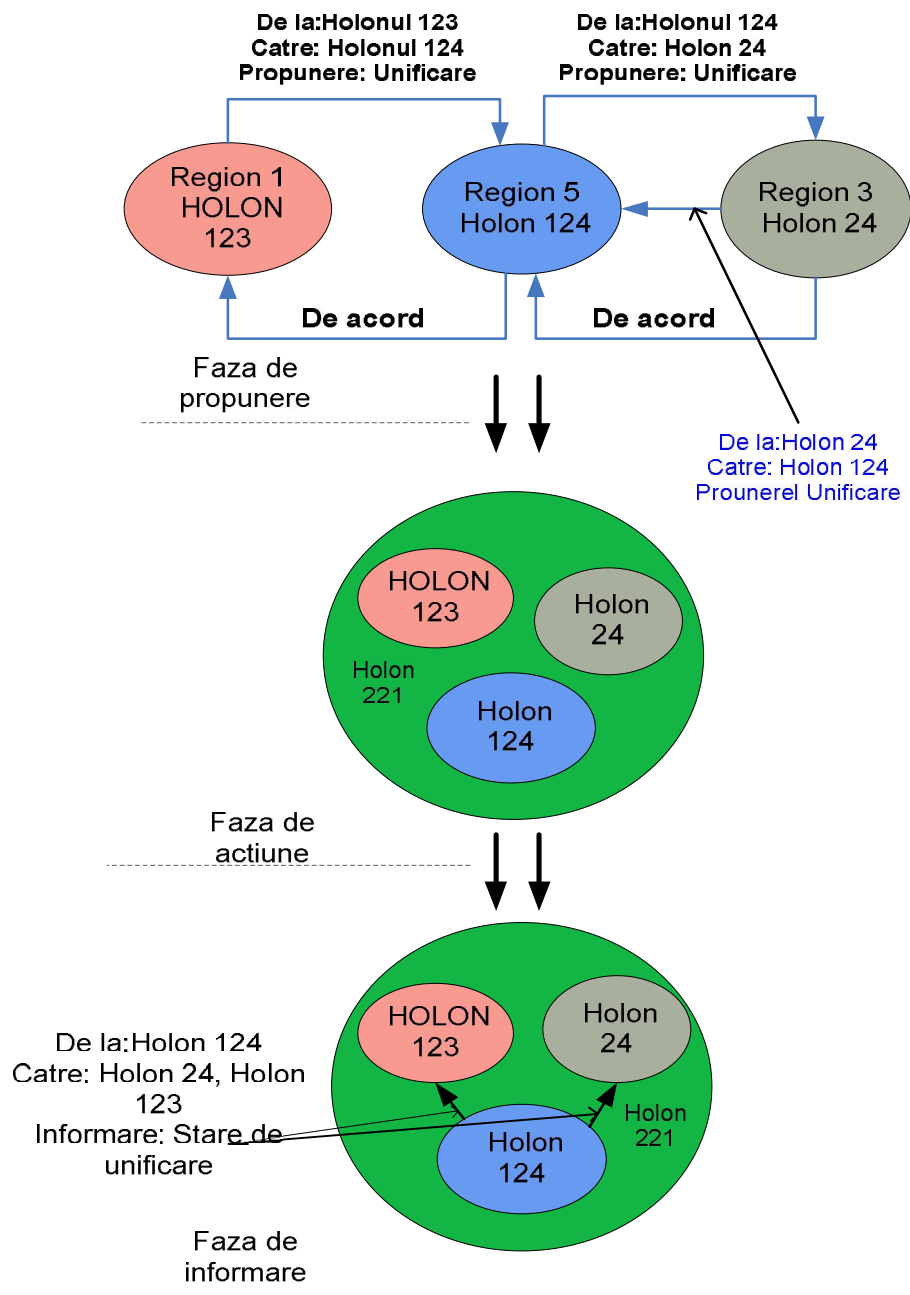 De la:Holonul 123
Catre: Holonul 124
Propunere: Unificare
De la:Holonul 124
Catre: Holon 24
Propunere: Unificare
Region 1
HOLON
123
Region 5
Holon 124
Region 3
Holon 24
De acord
De acord
Faza de
propunere
De la:Holon 24
Catre: Holon 124
Prounerel Unificare
HOLON
123
Holon
24
Holon
221
Holon
124
Faza de
actiune
HOLON
123
Holon
24
De la:Holon 124
Catre: Holon 24, Holon
123
Informare: Stare de
unificare
Holon
221
Holon
124
Faza de
informare